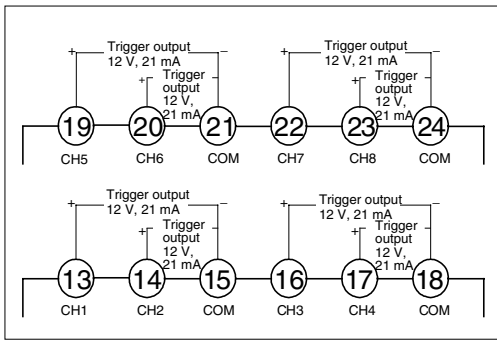 + Trigger output – + Trigger output –
12 V, 21 mA 12 V, 21 mA
+ Trigger + Trigger
output output
12 V, 12 V,
21 mA 21 mA
19 20 21 22 23 24
CH5 CH6 COM CH7 CH8 COM
+ Trigger output – + Trigger output –
12 V, 21 mA 12 V, 21 mA
+ Trigger + Trigger
output output
12 V, 12 V,
21 mA 21 mA
13 14 15 16 17 18
CH1 CH2 COM CH3 CH4 COM